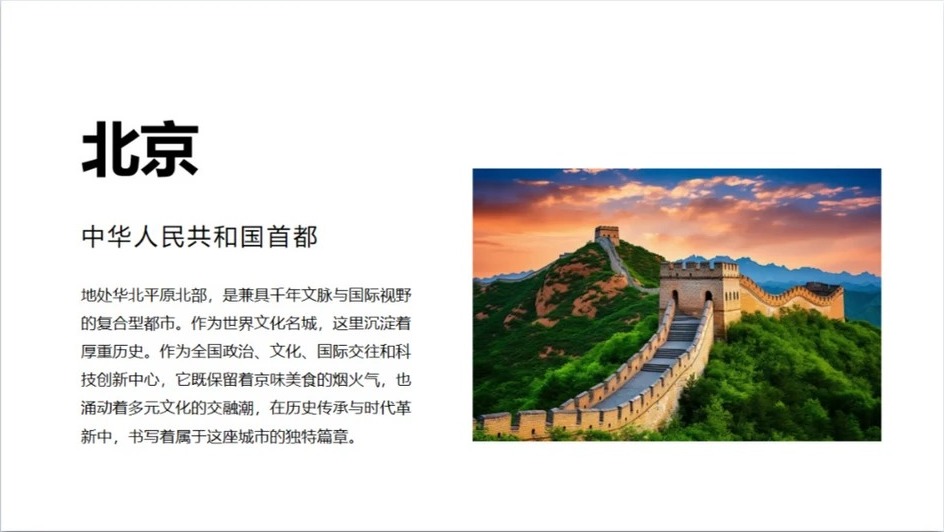 北京
中华人民共和国首都
地处华北平原北部，是兼具千年文脉与国际视野
的复合型都市。作为世界文化名城，这里沉淀着
厚重历史。作为全国政治、文化、国际交往和科
技创新中心，它既保留着京味美食的烟火气，也
涌动着多元文化的交融潮，在历史传承与时代革
新中，书写着属于这座城市的独特篇章。